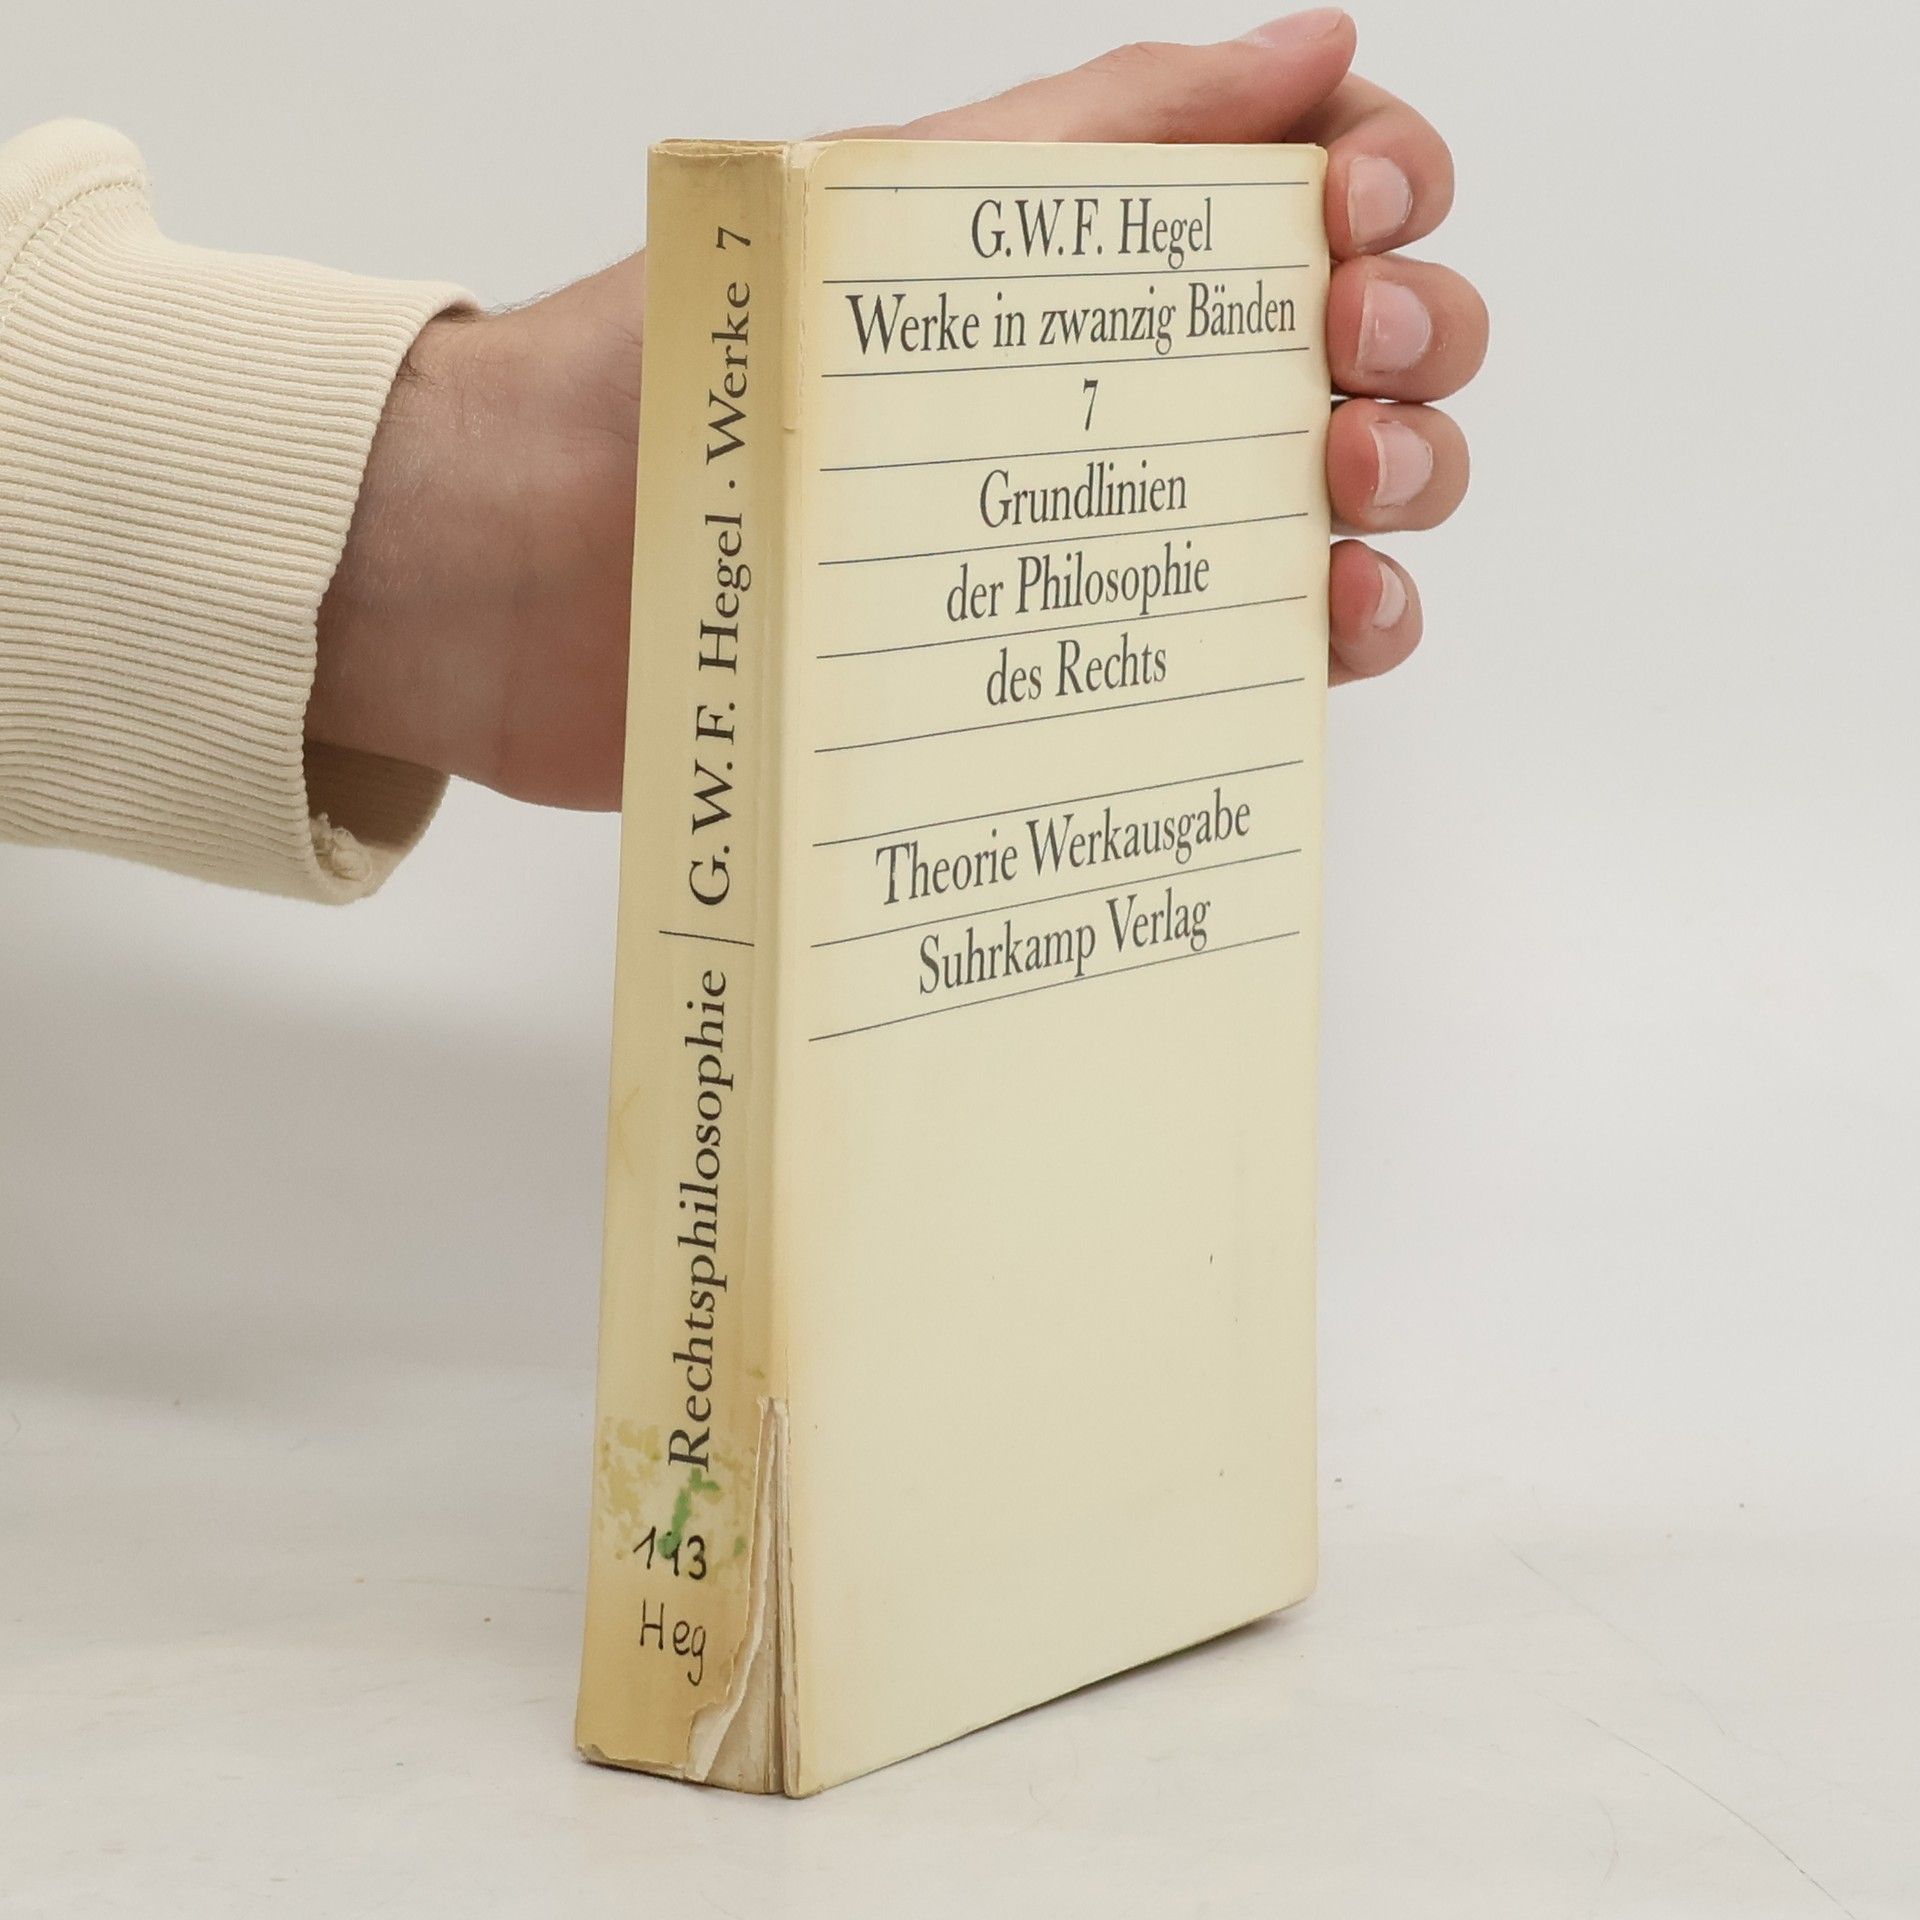 G.W.F. Hegel
Werke in zwanzig Bänden
7
Grundlinien
der Philosophie
des Rechts
Theorie Werkausgabe
Suhrkamp Verlag
Rechtsphilosophie | G. W. F. Hegel · Werke 7
Heg